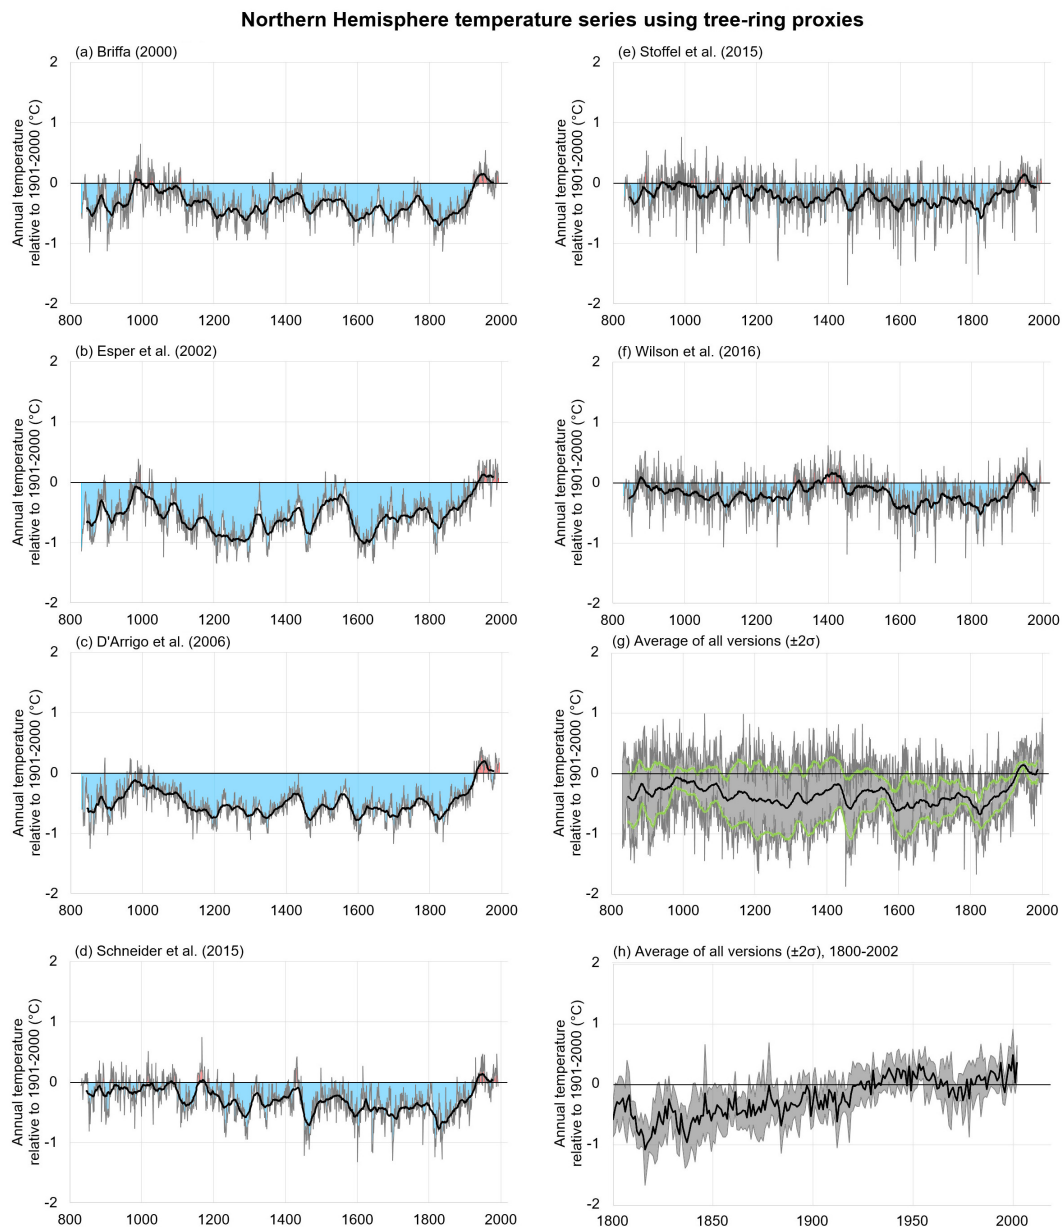 Northern Hemisphere temperature series using tree-ring proxies
(a) Briffa (2000)
Annual temperature
relative to 1901-2000 (°C)
2
1
0
-1
-2
800 1000 1200 1400 1600 1800 2000
(b) Esper et al. (2002)
Annual temperature
relative to 1901-2000 (°C)
2
1
0
-1
-2
800 1000 1200 1400 1600 1800 2000
(c) D'Arrigo et al. (2006)
Annual temperature
relative to 1901-2000 (°C)
2
1
0
-1
-2
800 1000 1200 1400 1600 1800 2000
(d) Schneider et al. (2015)
Annual temperature
relative to 1901-2000 (°C)
2
1
0
-1
-2
800 1000 1200 1400 1600 1800 2000
(e) Stoffel et al. (2015)
Annual temperature
relative to 1901-2000 (°C)
2
1
0
-1
-2
800 1000 1200 1400 1600 1800 2000
(f) Wilson et al. (2016)
Annual temperature
relative to 1901-2000 (°C)
2
1
0
-1
-2
800 1000 1200 1400 1600 1800 2000
(g) Average of all versions (±2σ)
Annual temperature
relative to 1901-2000 (°C)
2
1
0
-1
-2
800 1000 1200 1400 1600 1800 2000
(h) Average of all versions (±2σ), 1800-2002
Annual temperature
relative to 1901-2000 (°C)
2
1
0
-1
-2
1800 1850 1900 1950 2000